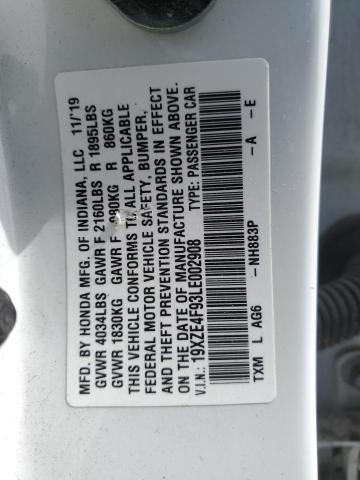 MFD. BY HONDA MFG. OF INDIANA, LLC 11/'19
GVWR 4034LBS GAWR F 2160LBS R 1895LBS
GVWR 1830KG GAWR F 980KG R 860KG
THIS VEHICLE CONFORMS TO ALL APPLICABLE
FEDERAL MOTOR VEHICLE SAFETY, BUMPER,
AND THEFT PREVENTION STANDARDS IN EFFECT
ON THE DATE OF MANUFACTURE SHOWN ABOVE.
V.I.N.: 19XZE4F93LE002908 TYPE: PASSENGER CAR
TXM L AG6 -NH883P -A -E